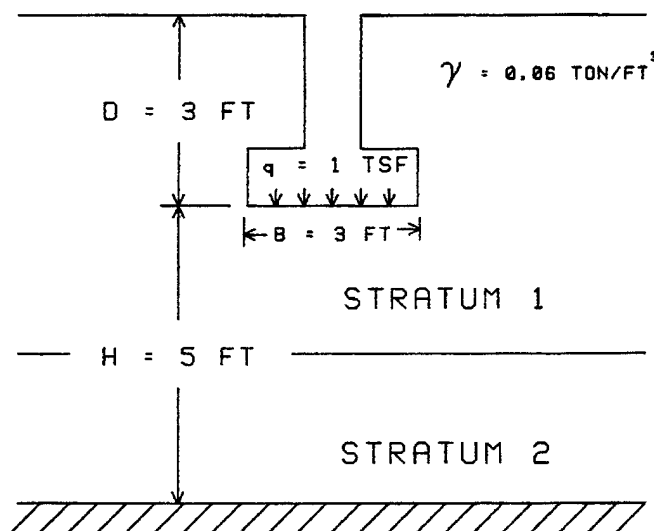 γ = 0.06 TON/FT³
D = 3 FT
q = 1 TSF
B = 3 FT
STRATUM 1
H = 5 FT
STRATUM 2